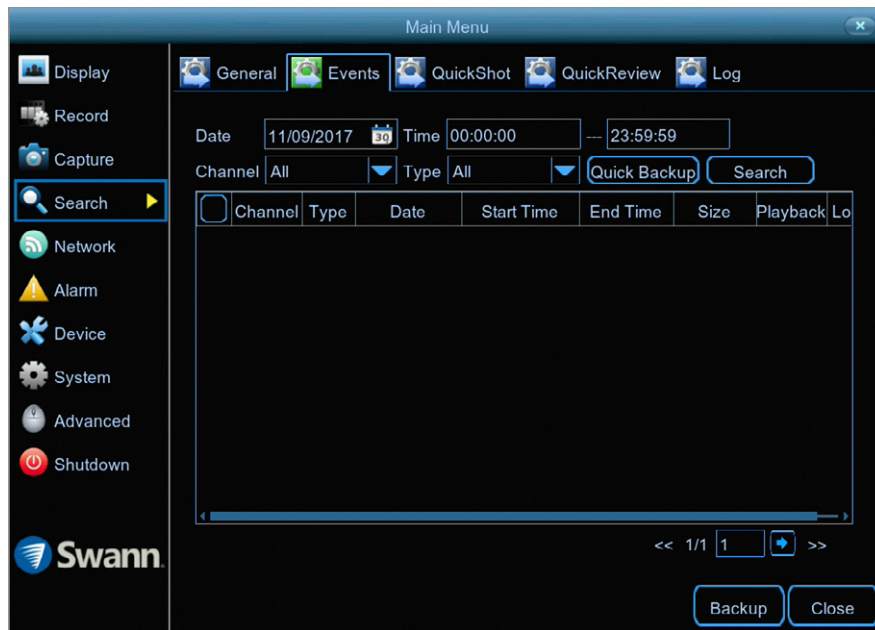 Main Menu
Display
Record
Capture
Search
Network
Alarm
Device
System
Advanced
Shutdown
Swann.
General Events QuickShot QuickReview Log
Date 11/09/2017 30 Time 00:00:00 --- 23:59:59
Channel All Type All Quick Backup Search
Channel Type Date Start Time End Time Size Playback Lo
<< 1/1 1 >>
Backup Close